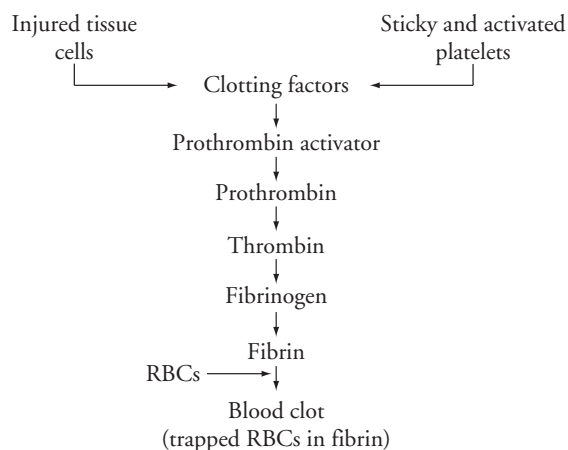 Injured tissue
cells
Sticky and activated
platelets
Clotting factors
Prothrombin activator
Prothrombin
Thrombin
Fibrinogen
Fibrin
RBCs
Blood clot
(trapped RBCs in fibrin)